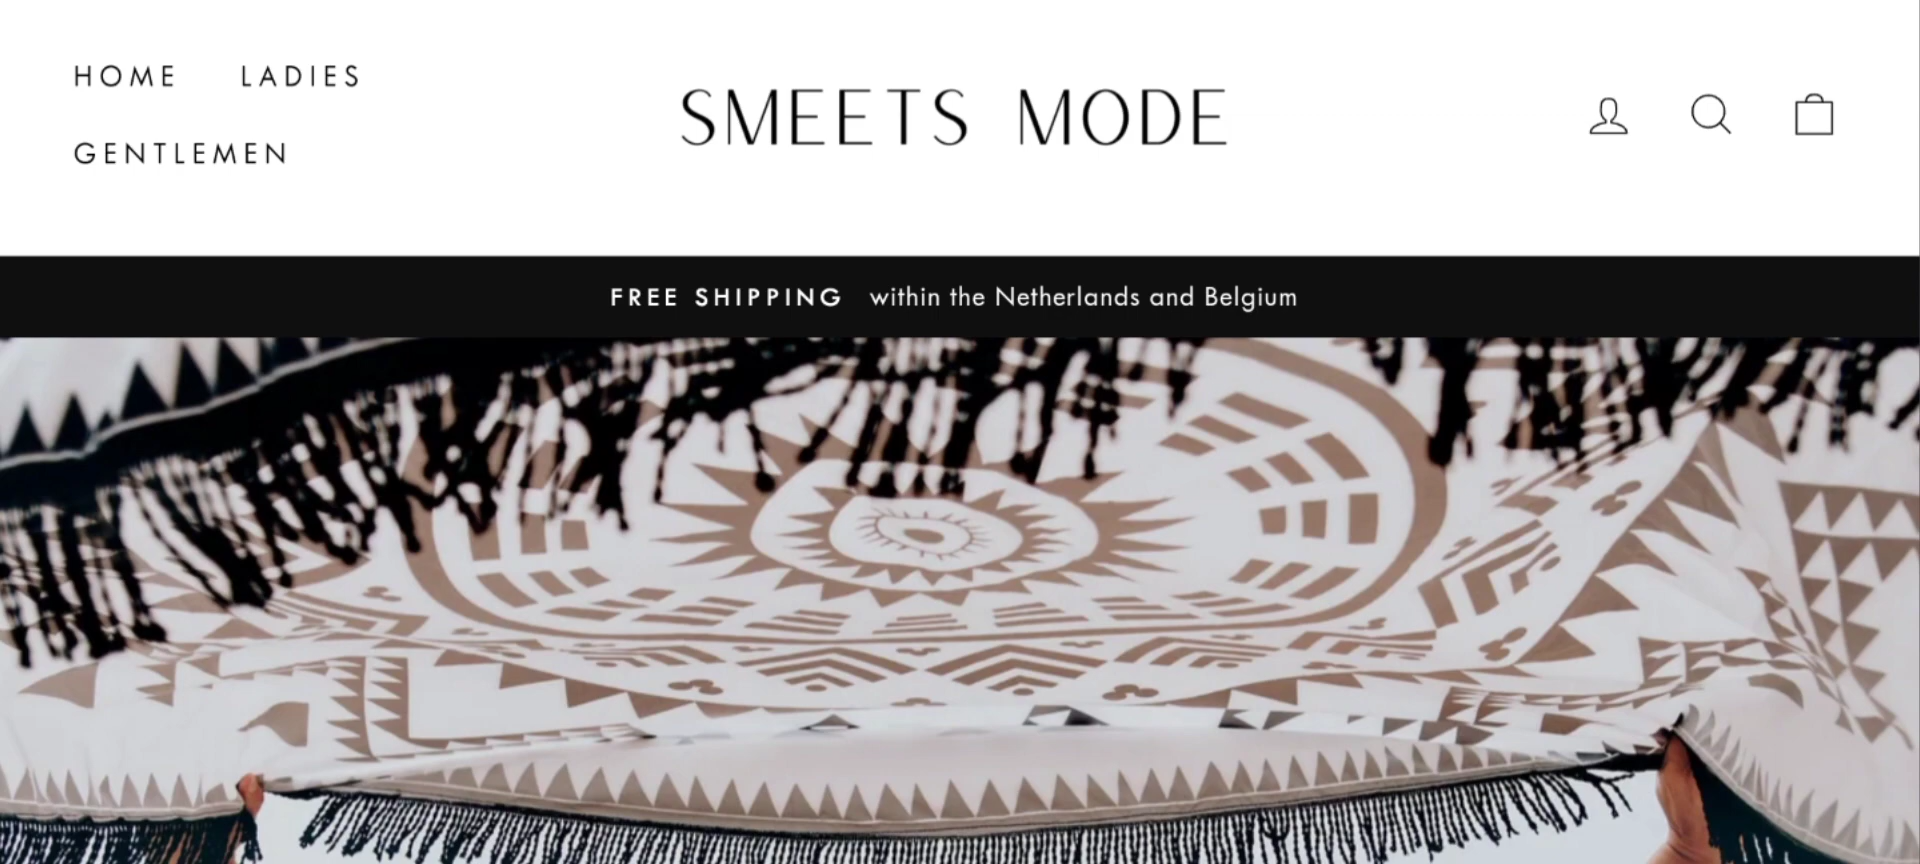 HOME LADIES
GENTLEMEN
SMEETS MODE
FREE SHIPPING within the Netherlands and Belgium